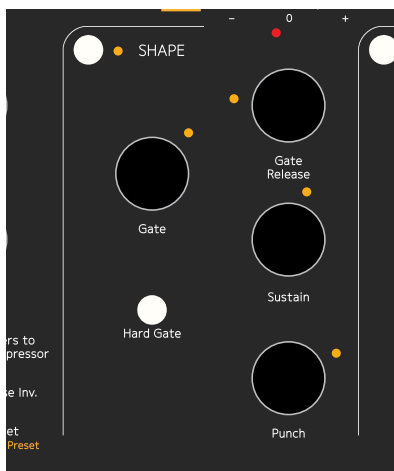 - 0 +
SHAPE
Gate
Release
Gate
Sustain
Hard Gate
ers to
pressor
se Inv.
Punch
et
Preset